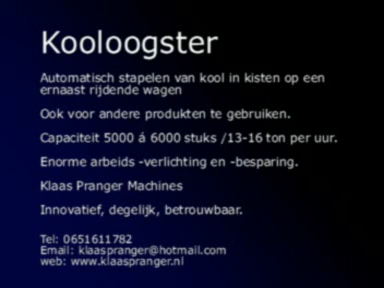 Kooloogster
Automatisch stapelen van kool in kisten op een
ernaast rijdende wagen
Ook voor andere produkten te gebruiken.
Capaciteit 5000 á 6000 stuks /13-16 ton per uur.
Enorme arbeids -verlichting en -besparing.
Klaas Pranger Machines
Innovatief, degelijk, betrouwbaar.
Tel: 0651611782
Email: klaaspranger@hotmail.com
web: www.klaaspranger.nl